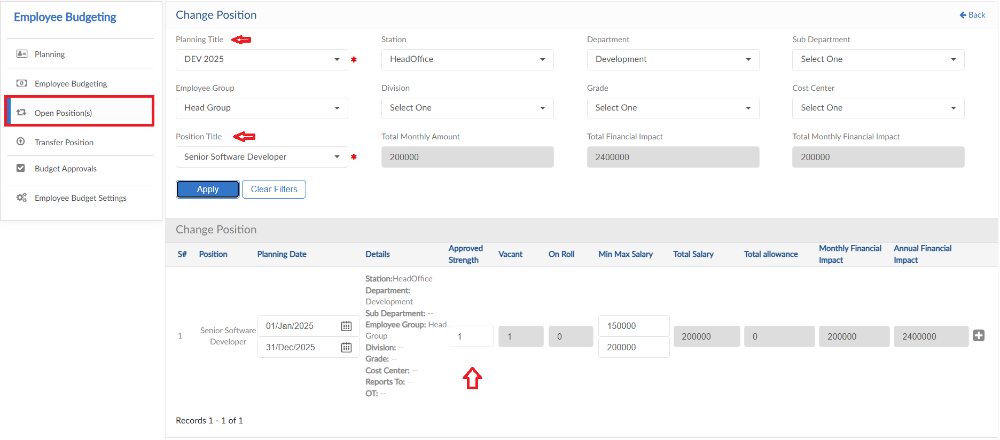 Employee Budgeting
Planning
Employee Budgeting
Open Position(s)
Transfer Position
Budget Approvals
Employee Budget Settings
Change Position
Back
Planning Title
Station
Department
Sub Department
DEV 2025
*
HeadOffice
Development
Select One
Employee Group
Division
Grade
Cost Center
Head Group
Select One
Select One
Select One
Position Title
Total Monthly Amount
Total Financial Impact
Total Monthly Financial Impact
Senior Software Developer
*
200000
2400000
200000
Apply
Clear Filters
Change Position
S#
Position
Planning Date
Details
Approved
Strength
Vacant
On Roll
Min Max Salary
Total Salary
Total allowance
Monthly Financial
Impact
Annual Financial
Impact
1
Senior Software
Developer
01/Jan/2025
31/Dec/2025
Station:HeadOffice
Department:
Development
Sub Department: --
Employee Group: Head
Group
Division: --
Grade: --
Cost Center: --
Reports To: --
OT: --
1
1
0
150000
200000
200000
0
200000
2400000
Records 1 - 1 of 1